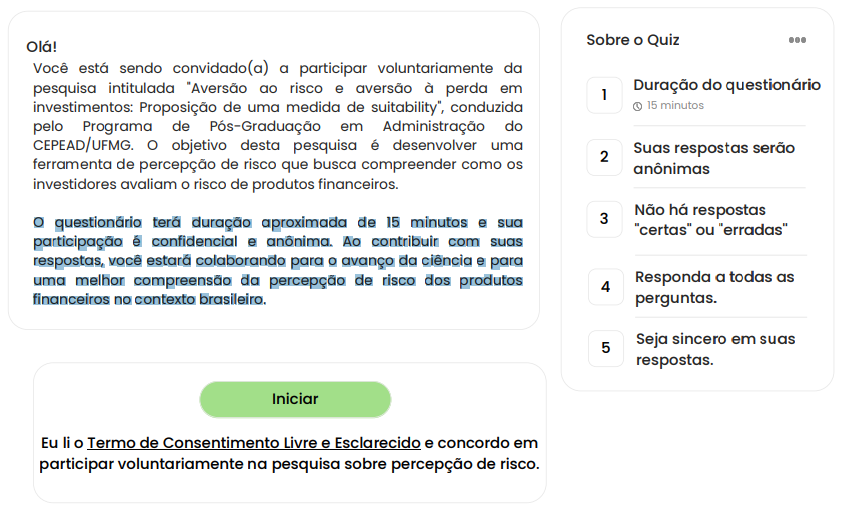 Olá!
Você está sendo convidado(a) a participar voluntariamente da
pesquisa intitulada "Aversão ao risco e aversão à perda em
investimentos: Proposição de uma medida de suitability", conduzida
pelo Programa de Pós-Graduação em Administração do
CEPEAD/UFMG. O objetivo desta pesquisa é desenvolver uma
ferramenta de percepção de risco que busca compreender como os
investidores avaliam o risco de produtos financeiros.
O questionário terá duração aproximada de 15 minutos e sua
participação é confidencial e anônima. Ao contribuir com suas
respostas, você estará colaborando para o avanço da ciência e para
uma melhor compreensão da percepção de risco dos produtos
financeiros no contexto brasileiro.
Iniciar
Eu li o Termo de Consentimento Livre e Esclarecido e concordo em
participar voluntariamente na pesquisa sobre percepção de risco.
Sobre o Quiz
1 Duração do questionário
15 minutos
2 Suas respostas serão
anônimas
3 Não há respostas
"certas" ou "erradas"
4 Responda a todas as
perguntas.
5 Seja sincero em suas
respostas.